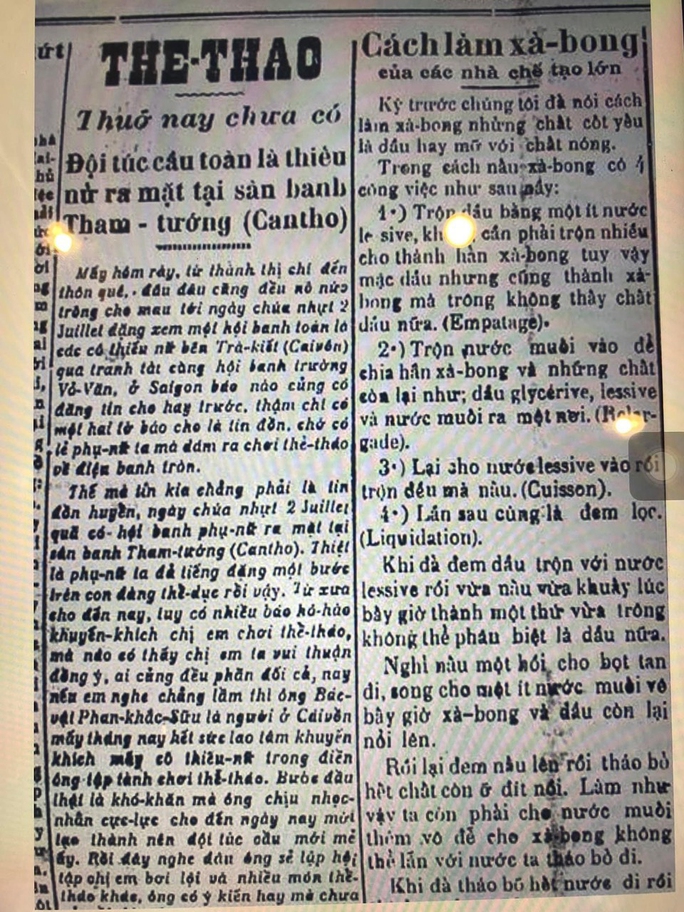 THE-THAO
Thuở nay chưa có
Đội túc cầu toàn là thiêu
nữ ra mặt tại sân banh
Tham - tướng (Cantho)
Mấy hôm rày, từ thành thị chí đến
thôn quê, đâu đâu cũng đều nô nức
trông cho mau tới ngày chúa nhựt 2
Juillet đặng xem một hội banh toàn là
các cô thiếu nữ bên Trà-kiết (Caivồn)
qua tranh tài cùng hội banh trường
Võ-Văn, ở Saigon báo nào cũng có
đăng tin cho hay trước, thậm chí có
một hai tờ báo cho là tin đồn, chớ có
lẽ phụ-nữ ta mà dám ra chơi thể-thao
về điệu banh tròn.
Thế mà tin kia chẳng phải là tin
đồn huyễn, ngày chúa nhựt 2 Juillet
quả có hội banh phụ-nữ ra mặt tại
sân banh Tham-tướng (Cantho). Thiệt
là phụ-nữ ta đã tiếng đặng một bước
trên con đàng thể-dục rồi vậy. Từ xưa
cho đến nay, tuy có nhiều báo hô-hào
khuyến-khích chị em chơi thể-thao,
mà nào có thấy chị em ta vui thuận
đồng ý, ai cũng đều phản đối cả, nay
nếu em nghe chẳng lầm thì ông Bác-
vật Phan-khắc-Sửu là người ở Cáivồn
mấy tháng nay hết sức lao tâm khuyến
khích mấy cô thiếu-nữ trong điền
ông tập tành chơi thể-thao. Bước đầu
thật là khó-khăn mà ông chịu nhọc-
nhằn cực-lực cho đến ngày nay mới
tạo thành nên đội túc cầu mới mẻ
ấy. Rồi đây nghe đâu ông sẽ lập hội
tập chị em bơi lội và nhiều môn thể-
thao khác, ông có ý kiến hay mà chưa
Cách làm xà-bong
của các nhà chế tạo lớn
Kỳ trước chúng tôi đã nói cách
làm xà-bong những chất cốt yếu
là dầu hay mỡ với chất nóng.
Trong cách nấu xà-bong có 4
công việc như sau nầy:
1·) Trộn dầu bằng một ít nước
le sive, cần phải trộn nhiều
cho thành hẳn xà-bong tuy vậy
mặc dầu nhưng cũng thành xà-
bong mà trông không thấy chất
dầu nữa. (Empatage).
2·) Trộn nước muối vào để
chia hẳn xà-bong và những chất
còn lại như; dầu glycérive, lessive
và nước muối ra một nơi.
gade).
3·) Lại cho nước lessive vào rồi
trộn đều mà nấu. (Cuisson).
4·) Lần sau cùng là đem lọc.
(Liquidation).
Khi đã đem dầu trộn với nước
lessive rồi vừa nấu vừa khuấy lúc
bây giờ thành một thứ vừa trông
không thể phân biệt là dầu nữa.
Nghỉ nấu một hồi cho bọt tan
đi, song cho một ít nước muối vô
bây giờ xà-bong và dầu còn lại
nổi lên.
Rồi lại đem nấu lên rồi tháo bỏ
hết chất còn ở đít nồi. Làm như
vậy ta còn phải cho nước muối
thêm vô để cho xà-bong không
thể lẫn với nước ta tháo bỏ đi.
Khi đã tháo bỏ hết nước đi rồi